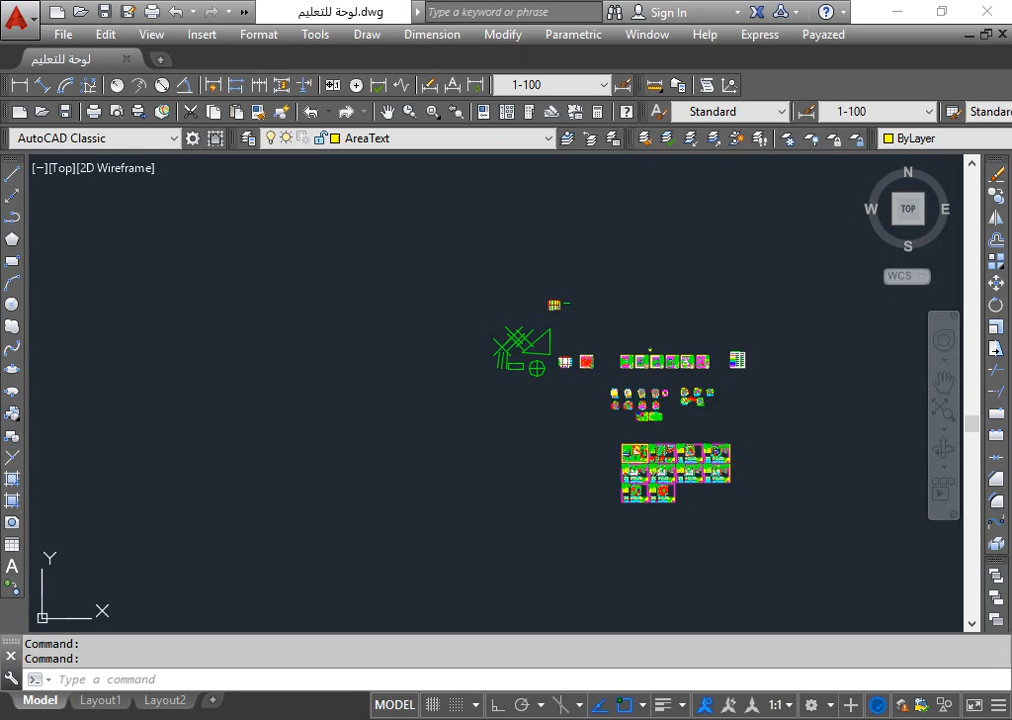 لوحة للتعليم.dwg
Type a keyword or phrase
Sign In
File Edit View Insert Format Tools Draw Dimension Modify Parametric Window Help Express Payazed
لوحة للتعليم
1-100
Standard 1-100 Standard
AutoCAD Classic AreaText ByLayer
[−][Top][2D Wireframe]
N
W TOP E
S
WCS
Y
X
Command:
Command:
Type a command
Model Layout1 Layout2
MODEL 1:1